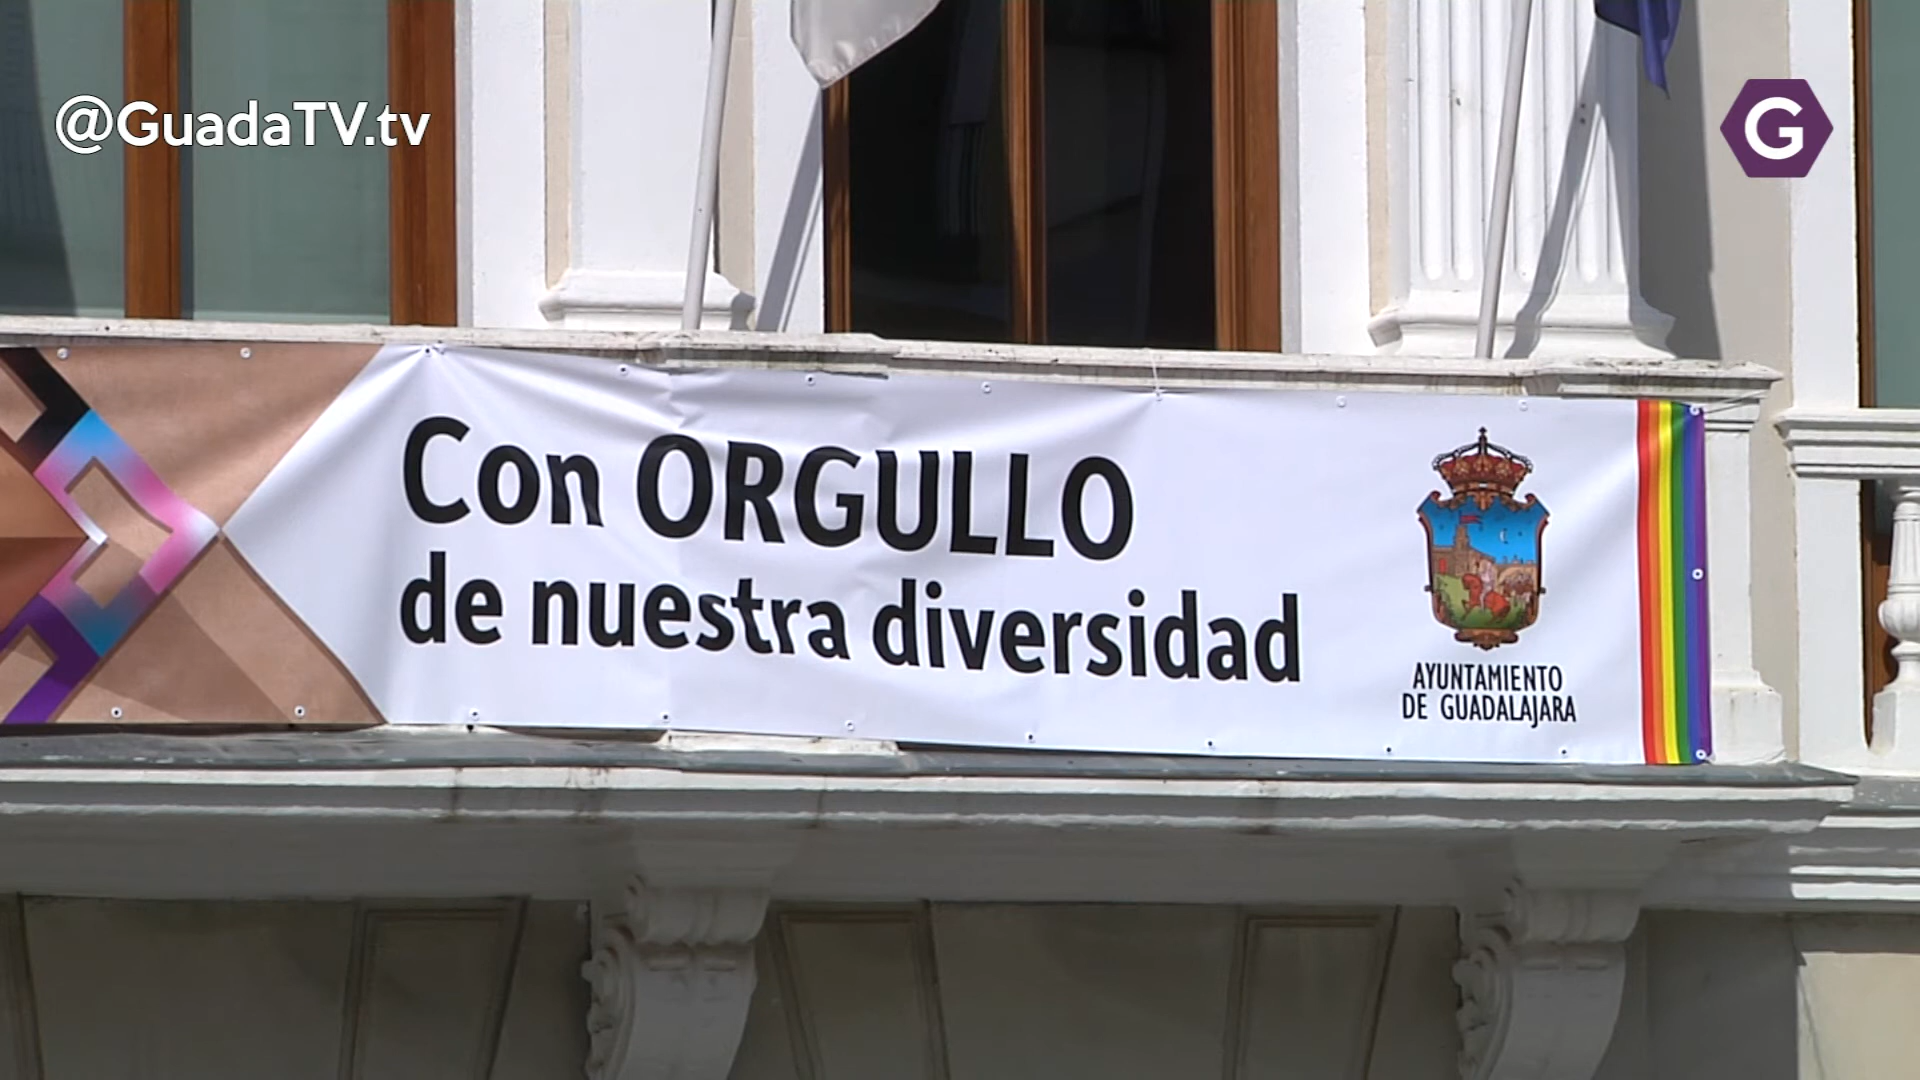 @GuadaTV.tv
G
Con ORGULLO
de nuestra diversidad
AYUNTAMIENTO
DE GUADALAJARA